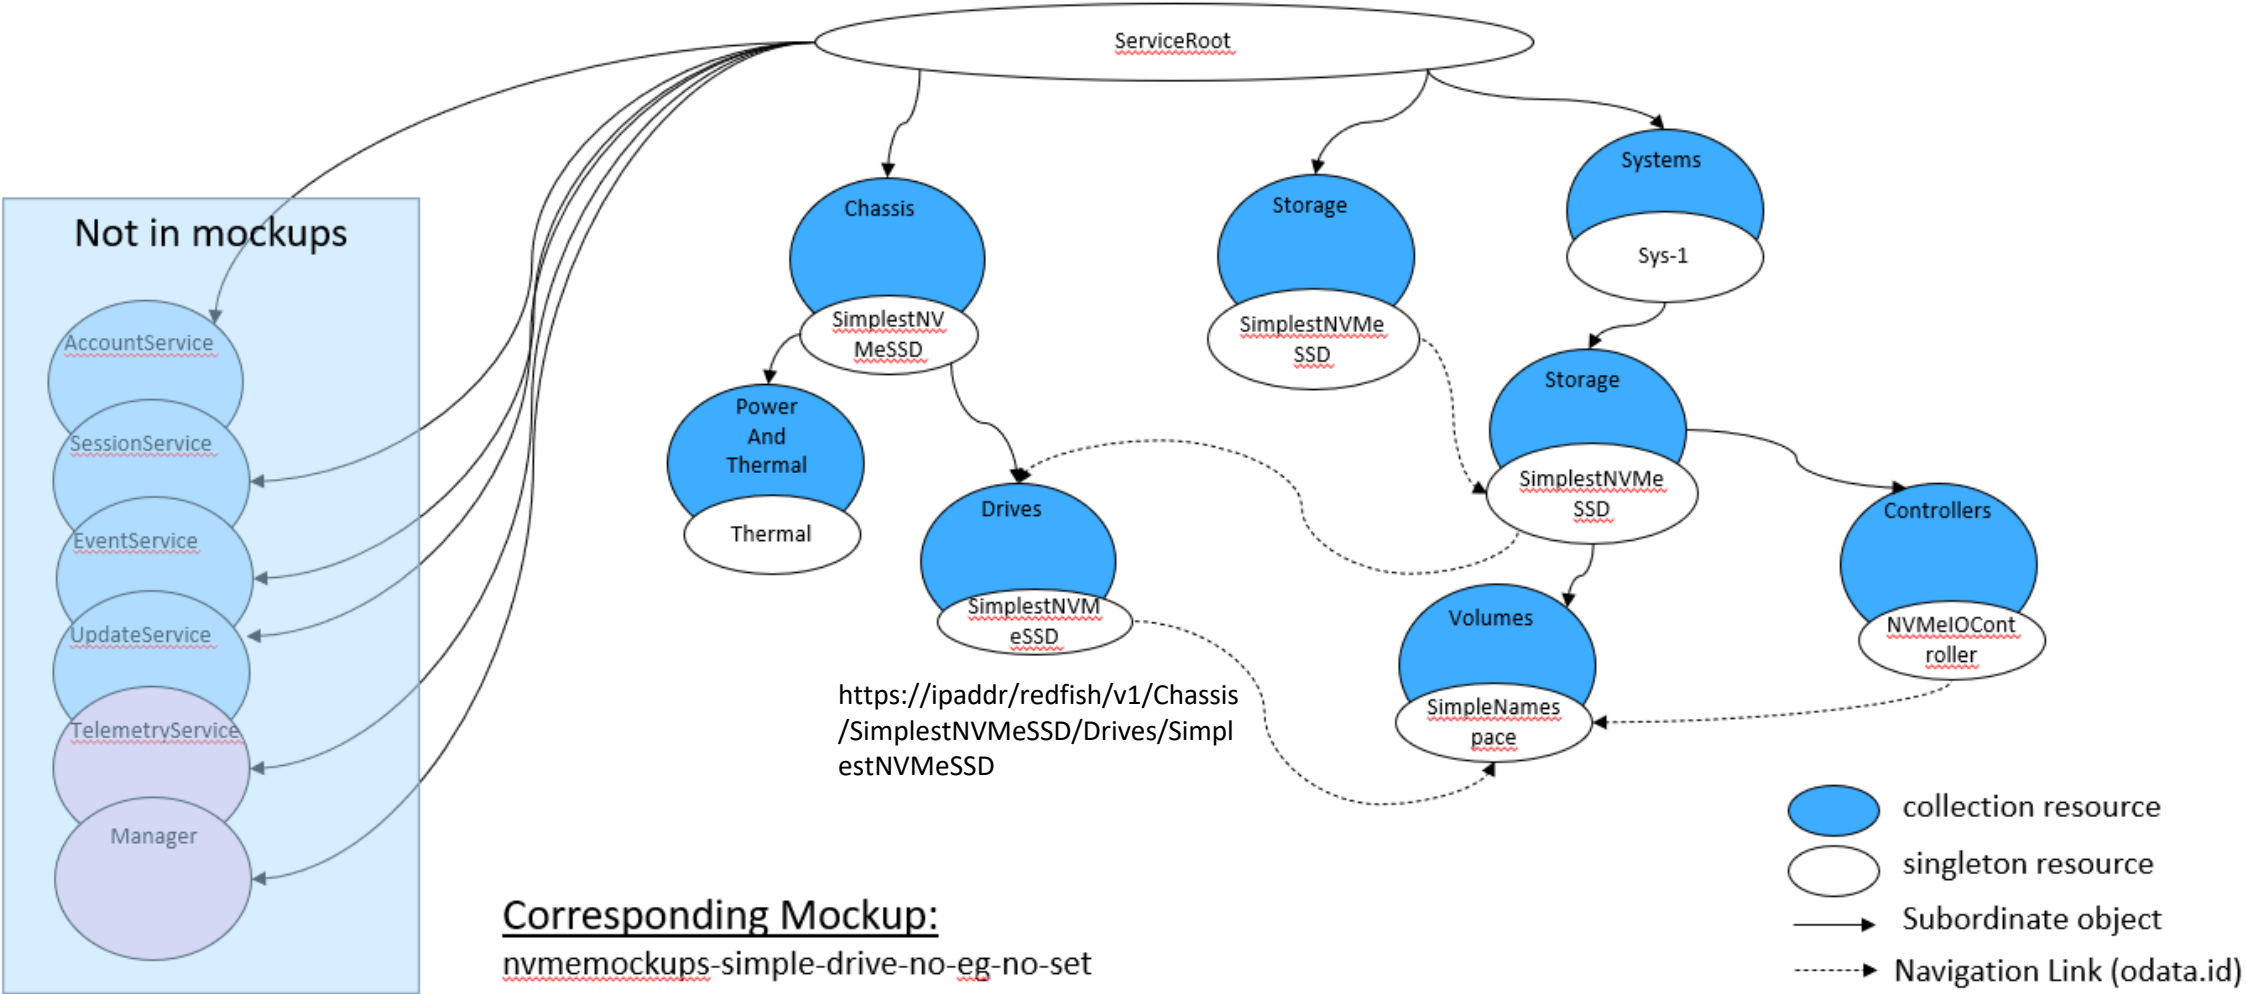 ServiceRoot
Not in mockups
AccountService
SessionService
EventService
UpdateService
TelemetryService
Manager
Chassis
SimplestNV
MeSSD
Power
And
Thermal
Thermal
Drives
SimplestNVM
eSSD
https://ipaddr/redfish/v1/Chassis
/SimplestNVMeSSD/Drives/Simpl
estNVMeSSD
Storage
SimplestNVMe
SSD
Systems
Sys-1
Storage
SimplestNVMe
SSD
Controllers
NVMeIOCont
roller
Volumes
SimpleNames
pace
Corresponding Mockup:
nvmemockups-simple-drive-no-eg-no-set
collection resource
singleton resource
Subordinate object
Navigation Link (odata.id)